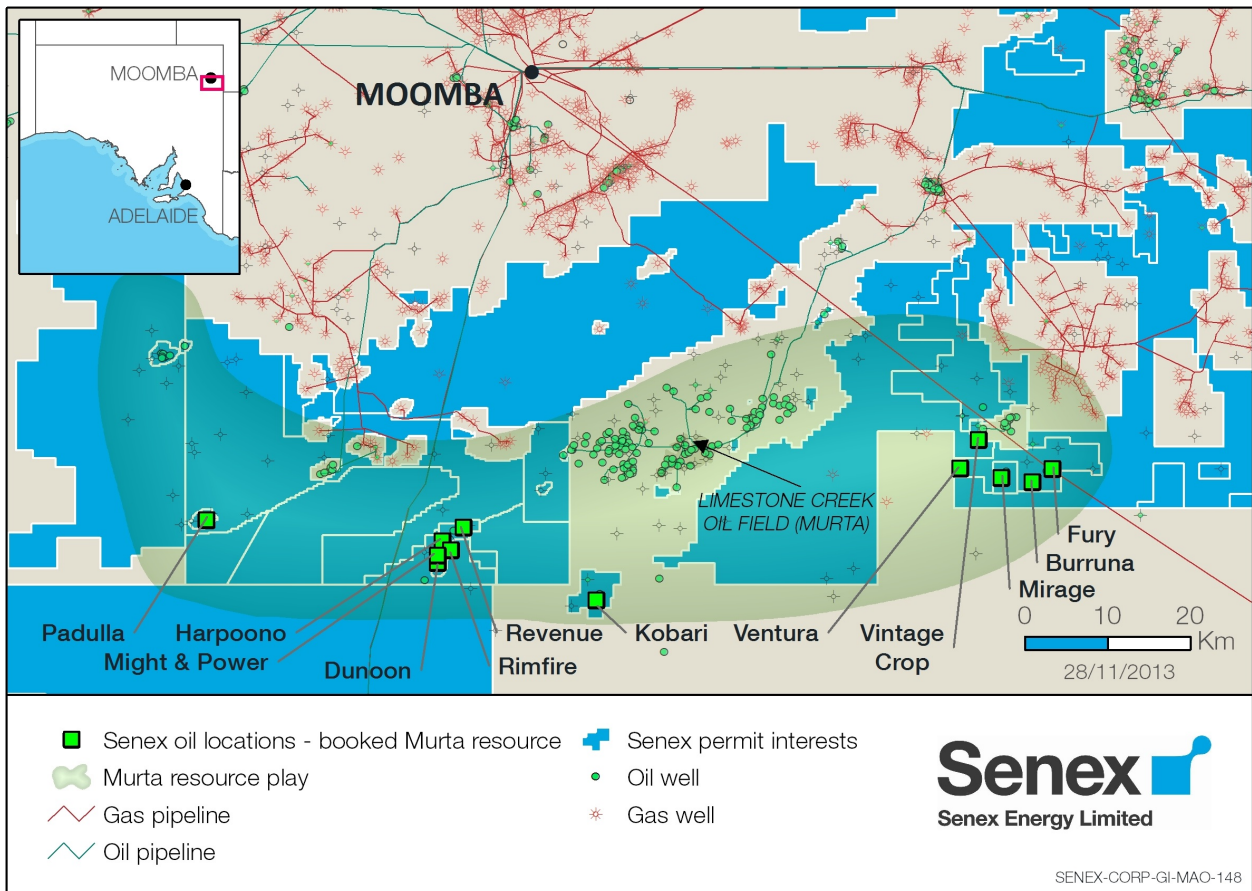 MOOMBA
ADELAIDE
MOOMBA
LIMESTONE CREEK
OIL FIELD (MURTA)
Fury
Burruna
Mirage
0 10 20
Km
28/11/2013
Padulla
Harpoono
Might & Power
Dunoon
Revenue
Rimfire
Kobari
Ventura
Vintage
Crop
Senex oil locations - booked Murta resource
Murta resource play
Gas pipeline
Oil pipeline
Senex permit interests
Oil well
Gas well
Senex
Senex Energy Limited
SENEX-CORP-GI-MAO-148